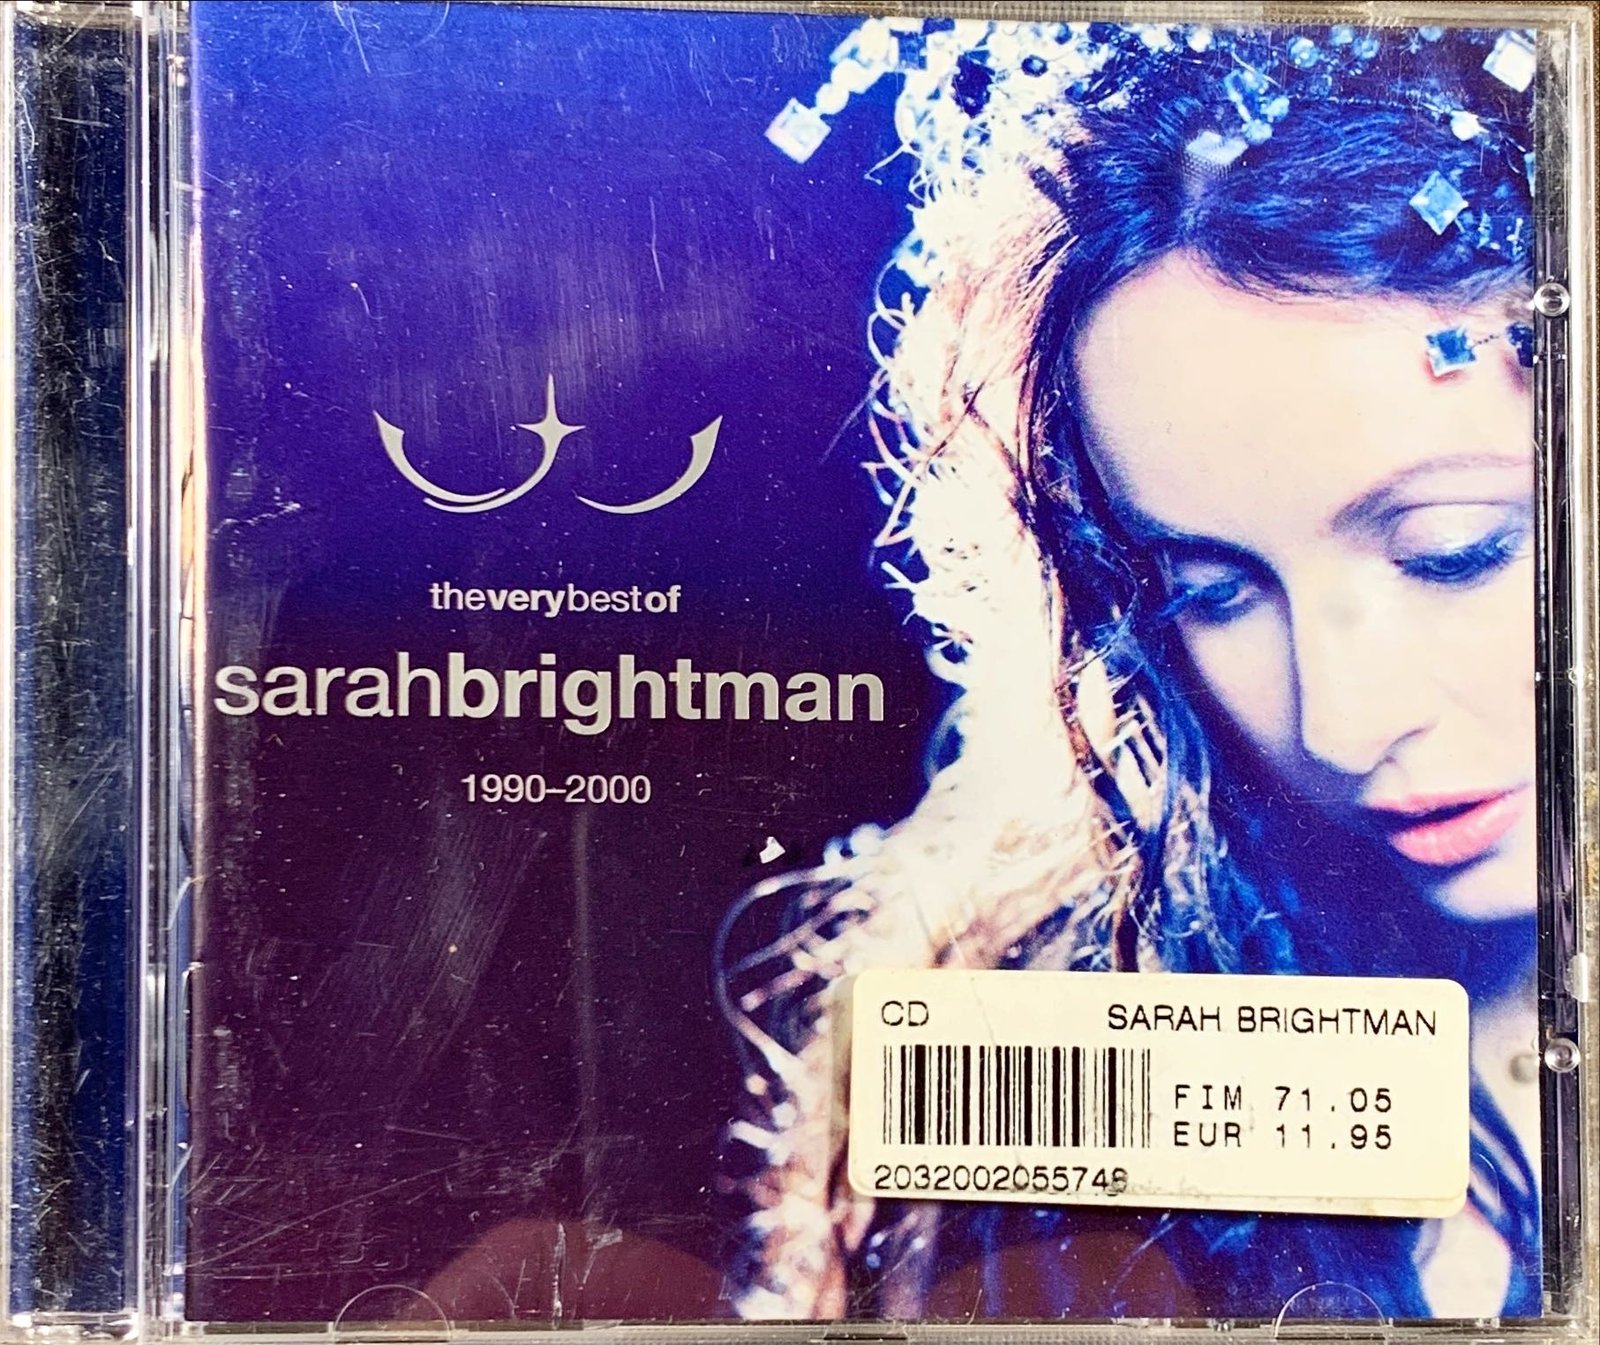 theverybestof
sarahbrightman
1990–2000
CD SARAH BRIGHTMAN
FIM 71.05
EUR 11.95
2032002055748